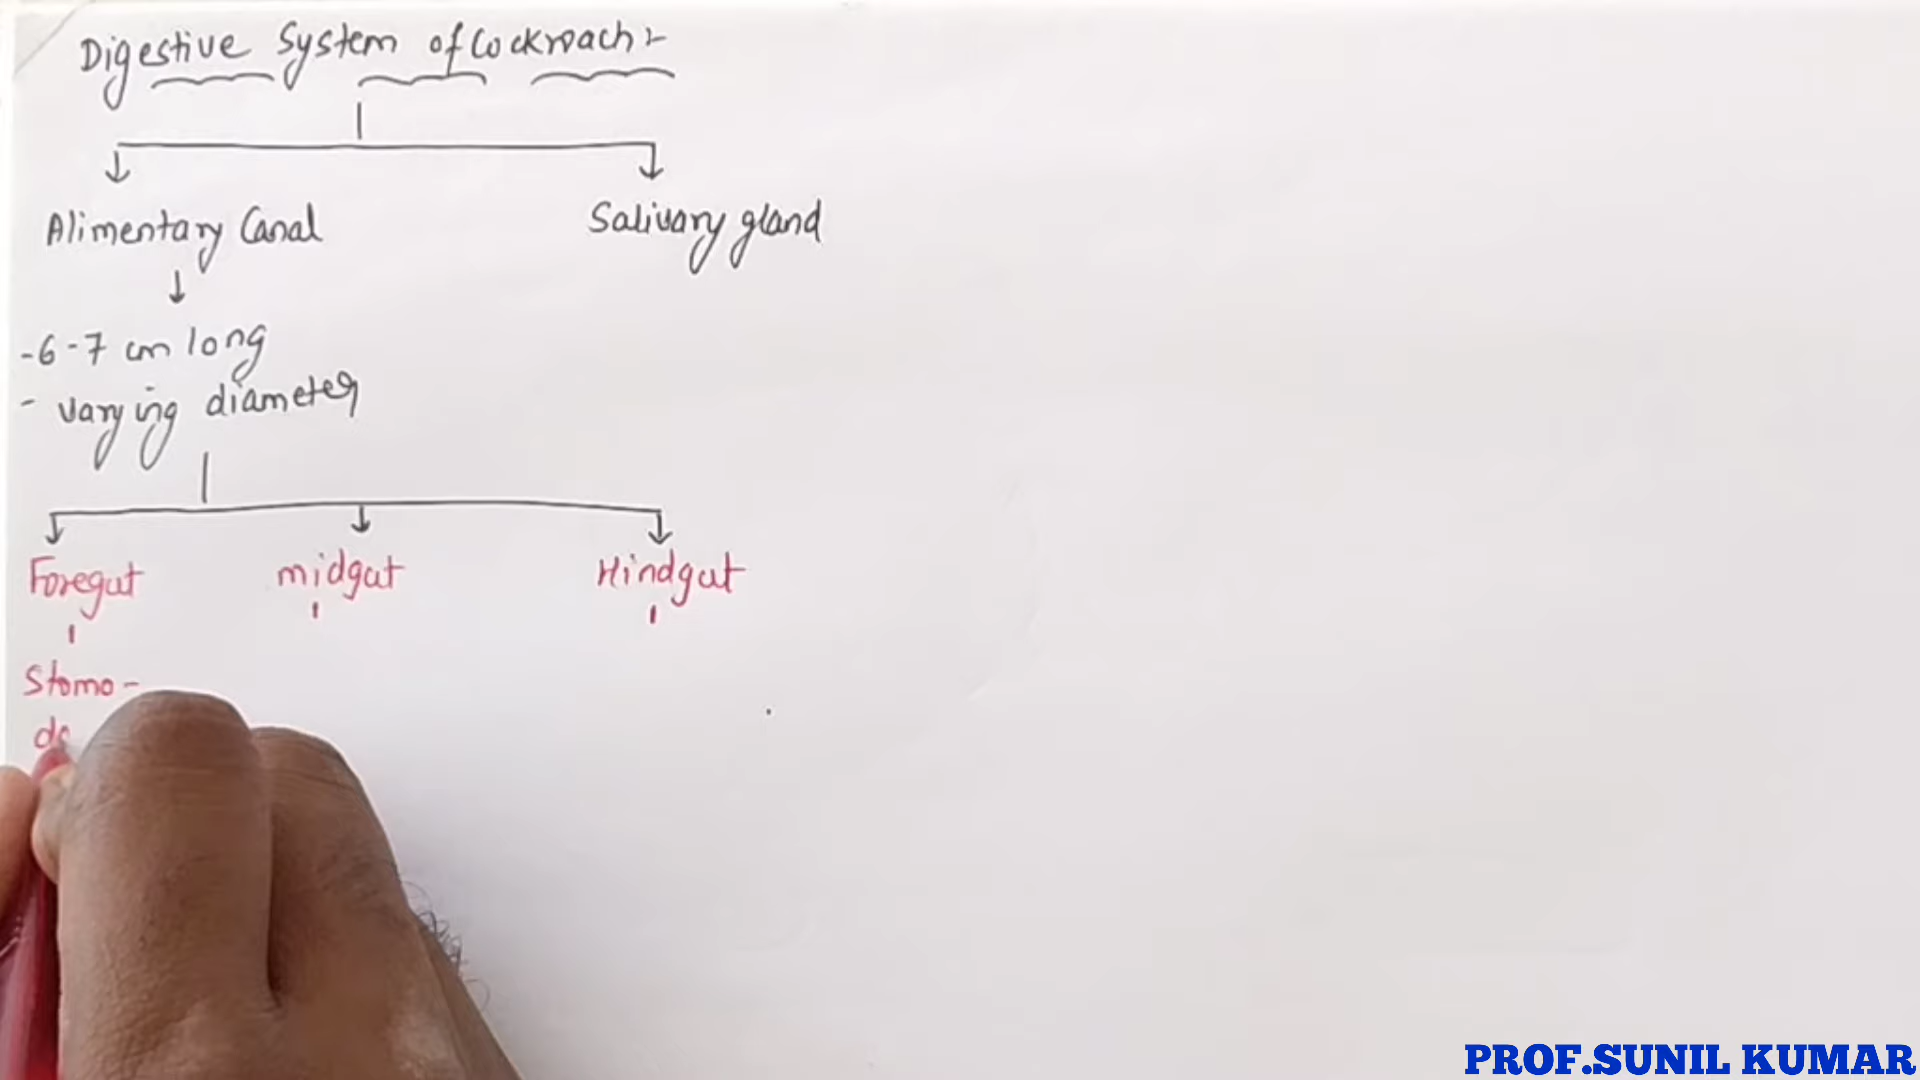 Digestive System of Cockroach :-
Alimentary Canal
Salivary gland
-6-7 cm long
- varying diameter
Foregut
midgut
Hindgut
Stomo-
de
PROF.SUNIL KUMAR